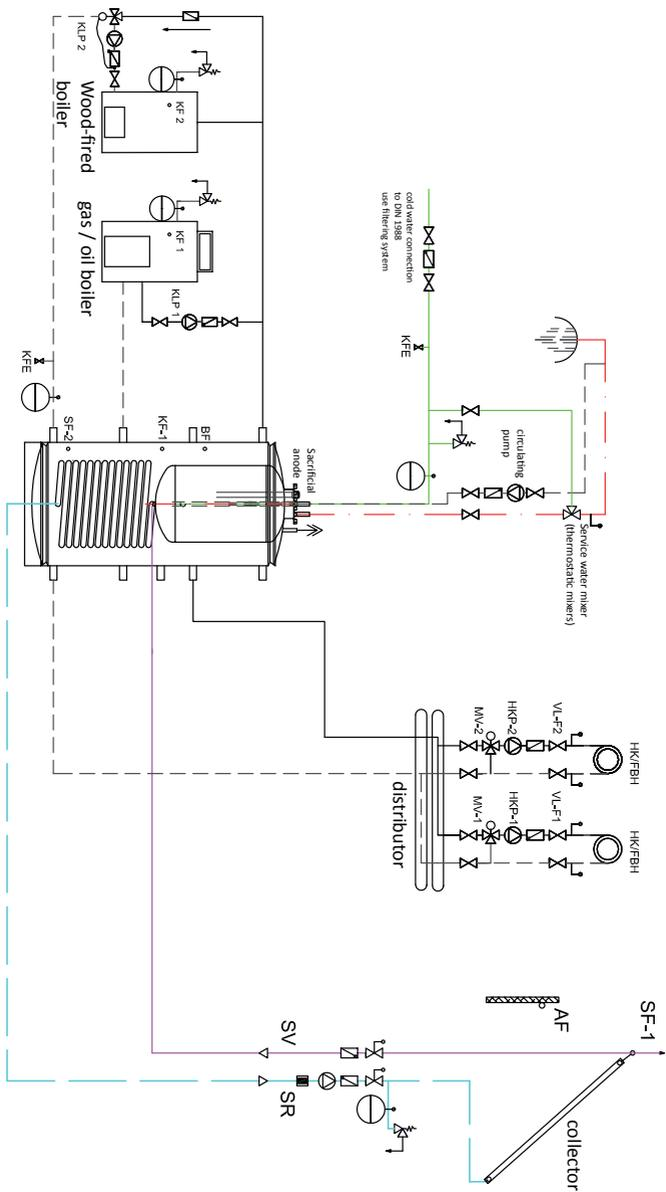 KLP 2
KF 2
Wood-fired
boiler
KF 1
gas / oil boiler
KLP 1
KFE
SF-2
KF-1
BF
Sacrificial
anode
cold water connection
to DIN 1988
use filtering system
KFE
circulating
pump
Service water mixer
(thermostatic mixers)
HK/FBH
VL-F2
HKP-2
MV-2
HK/FBH
VL-F1
HKP-1
MV-1
distributor
SF-1
AF
SV
SR
collector